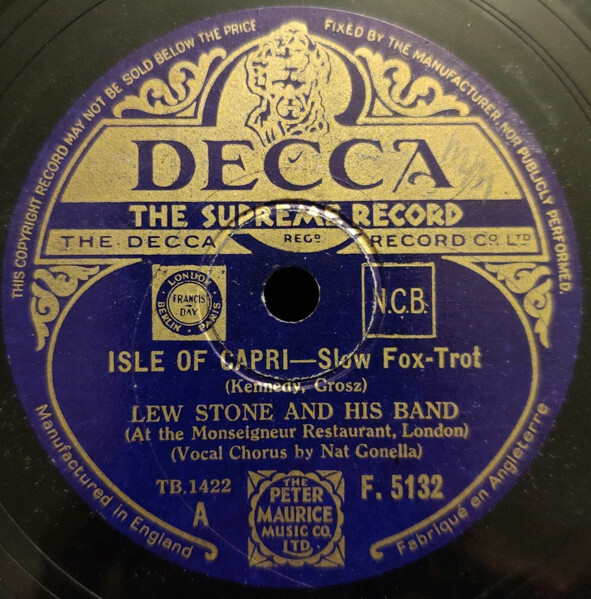 THIS COPYRIGHT RECORD MAY NOT BE SOLD BELOW THE PRICE FIXED BY THE MANUFACTURER, NOR PUBLICLY PERFORMED.
DECCA
THE SUPREME RECORD
THE DECCA REGD RECORD CO. LTD
LONDON
FRANCIS DAY
BERLIN PARIS
N.C.B.
ISLE OF CAPRI—Slow Fox-Trot
(Kennedy, Grosz)
LEW STONE AND HIS BAND
(At the Monseigneur Restaurant, London)
(Vocal Chorus by Nat Gonella)
TB.1422
A
THE
PETER
MAURICE
MUSIC CO.
LTD.
F. 5132
Manufactured in England
Fabriqué en Angleterre